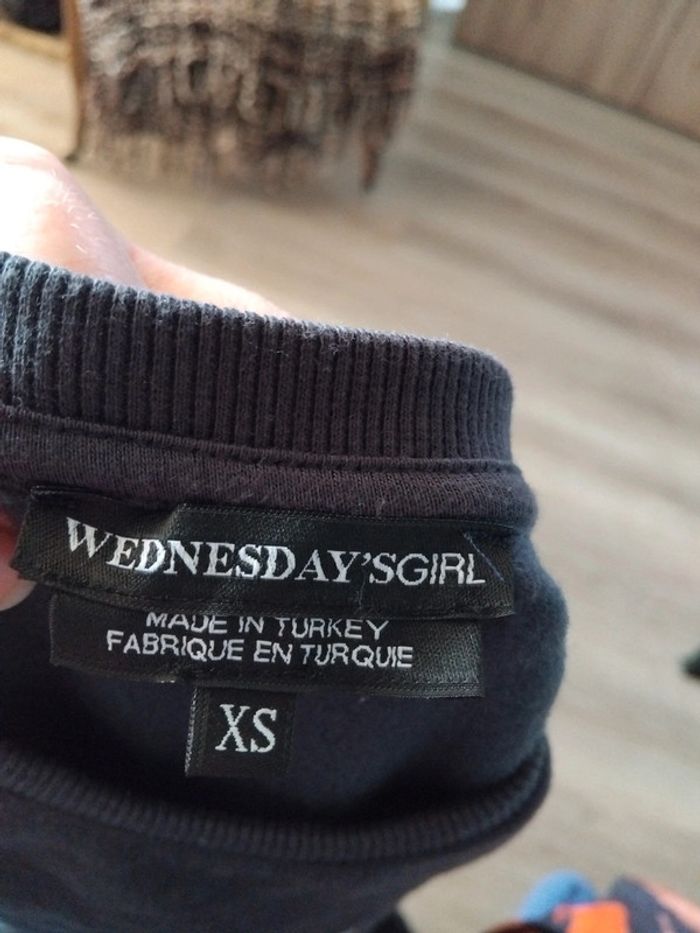 WEDNESDAY'SGIRL
MADE IN TURKEY
FABRIQUE EN TURQUIE
XS